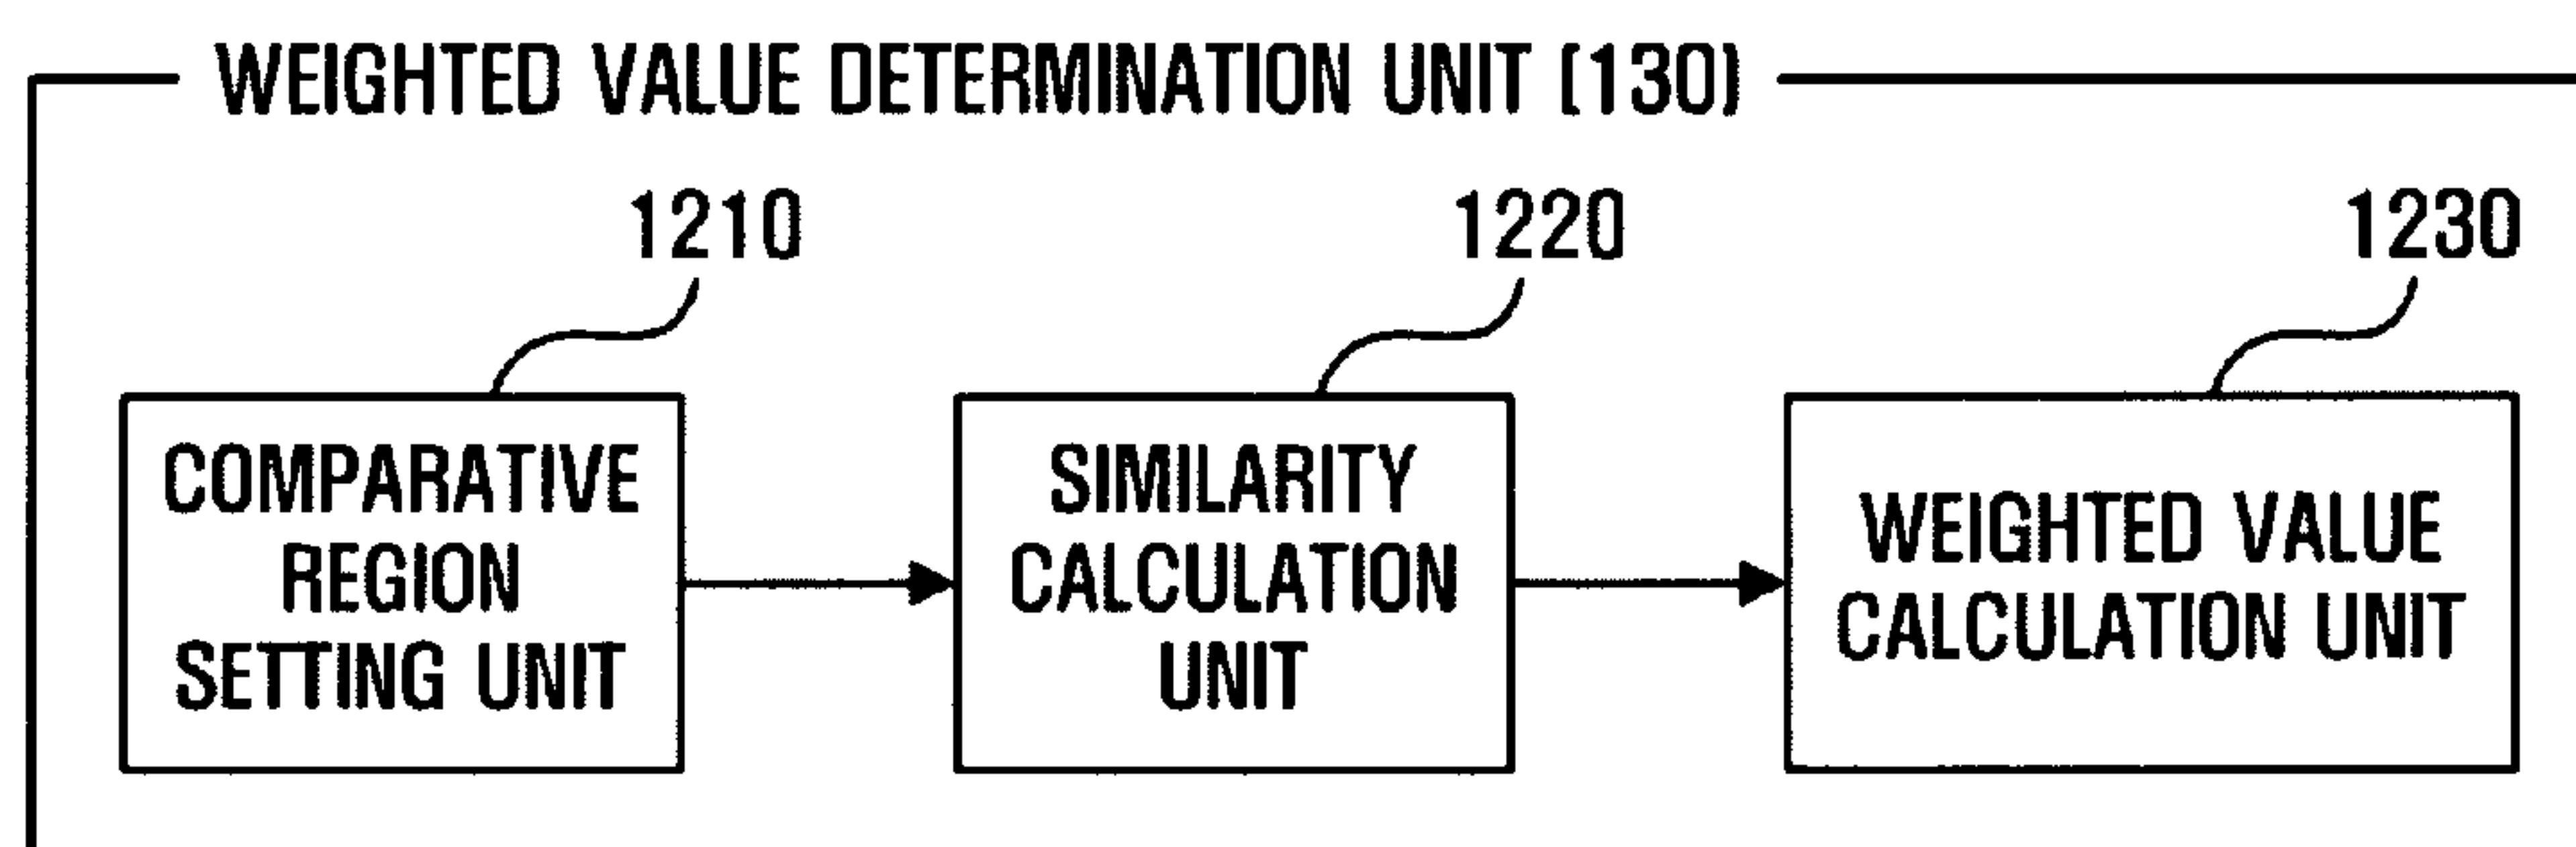 WEIGHTED VALUE DETERMINATION UNIT (130)
1210
1220
1230
COMPARATIVE
REGION
SETTING UNIT
SIMILARITY
CALCULATION
UNIT
WEIGHTED VALUE
CALCULATION UNIT